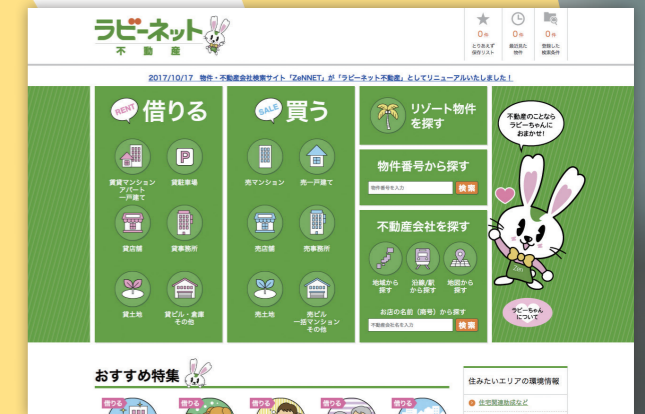 ラビーネット
不動産
0件
とりあえず
保存リスト
0件
最近見た
物件
0件
登録した
検索条件
2017/10/17 物件・不動産会社検索サイト「ZeNNET」が「ラビーネット不動産」としてリニューアルいたしました!
RENT 借りる
賃貸マンション
アパート
一戸建て
貸駐車場
貸店舗
貸事務所
貸土地
貸ビル・倉庫
その他
SALE 買う
売マンション
売一戸建て
売店舗
売事務所
売土地
売ビル
一括マンション
その他
リゾート物件
を探す
物件番号から探す
物件番号を入力
検索
不動産会社を探す
地域から
探す
沿線/駅
から探す
地図から
探す
お店の名前(商号)から探す
不動産会社名を入力
検索
不動産のことなら
ラビーちゃんに
おまかせ!
Zen
ラビーちゃん
について
おすすめ特集
借りる
借りる
借りる
借りる
借りる
住みたいエリアの環境情報
住宅関連助成など